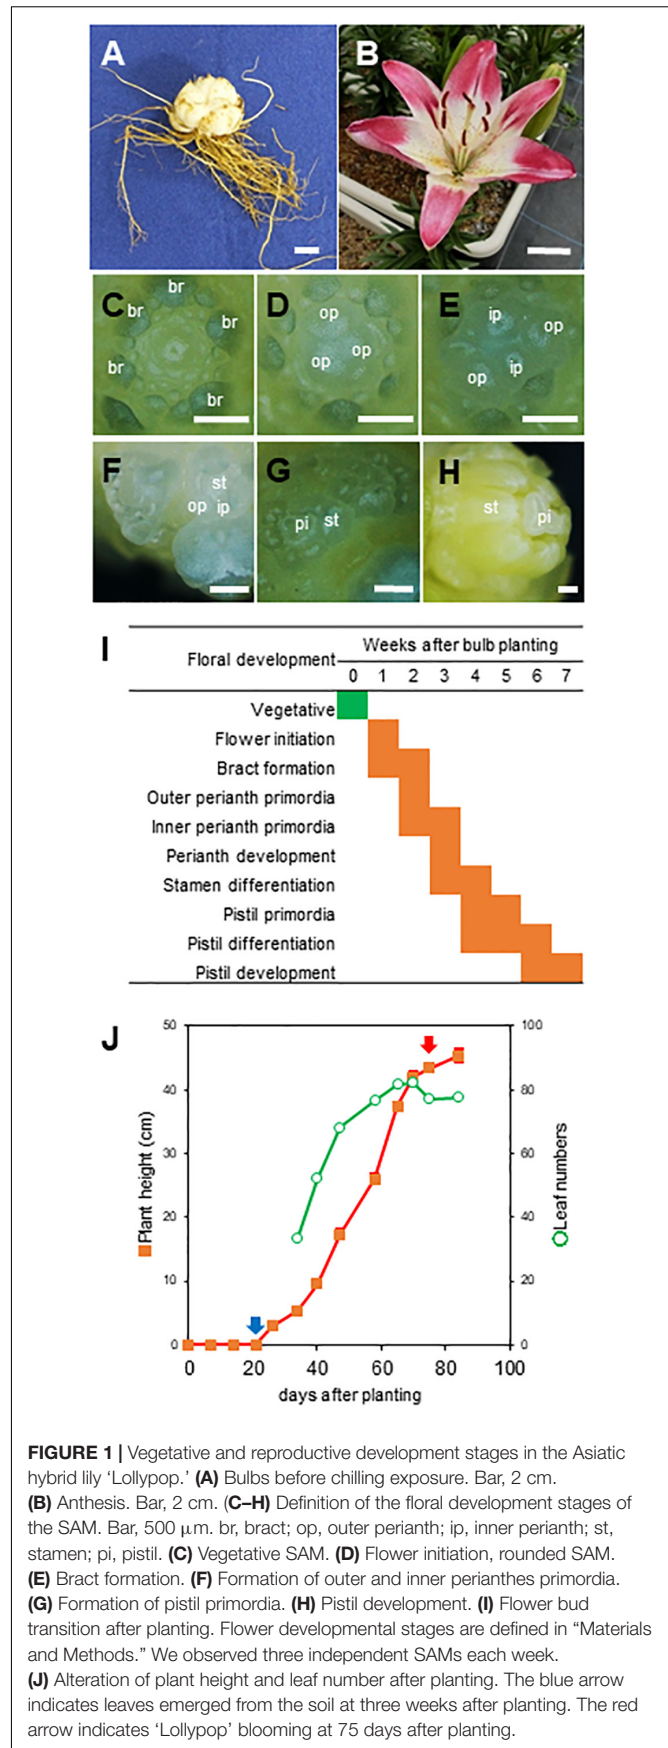 A
B
C
br
br
br
br
br
D
op
op
op
E
ip
op
op
ip
F
st
op
ip
G
pi
st
H
st
pi
I
Floral development
Weeks after bulb planting
0 1 2 3 4 5 6 7
Vegetative
Flower initiation
Bract formation
Outer perianth primordia
Inner perianth primordia
Perianth development
Stamen differentiation
Pistil primordia
Pistil differentiation
Pistil development
J
50
40
30
20
10
0
Plant height (cm)
100
80
60
40
20
0
Leaf numbers
0 20 40 60 80 100
days after planting
FIGURE 1 | Vegetative and reproductive development stages in the Asiatic
hybrid lily ‘Lollypop.’ (A) Bulbs before chilling exposure. Bar, 2 cm.
(B) Anthesis. Bar, 2 cm. (C–H) Definition of the floral development stages of
the SAM. Bar, 500 μm. br, bract; op, outer perianth; ip, inner perianth; st,
stamen; pi, pistil. (C) Vegetative SAM. (D) Flower initiation, rounded SAM.
(E) Bract formation. (F) Formation of outer and inner perianthes primordia.
(G) Formation of pistil primordia. (H) Pistil development. (I) Flower bud
transition after planting. Flower developmental stages are defined in “Materials
and Methods.” We observed three independent SAMs each week.
(J) Alteration of plant height and leaf number after planting. The blue arrow
indicates leaves emerged from the soil at three weeks after planting. The red
arrow indicates ‘Lollypop’ blooming at 75 days after planting.